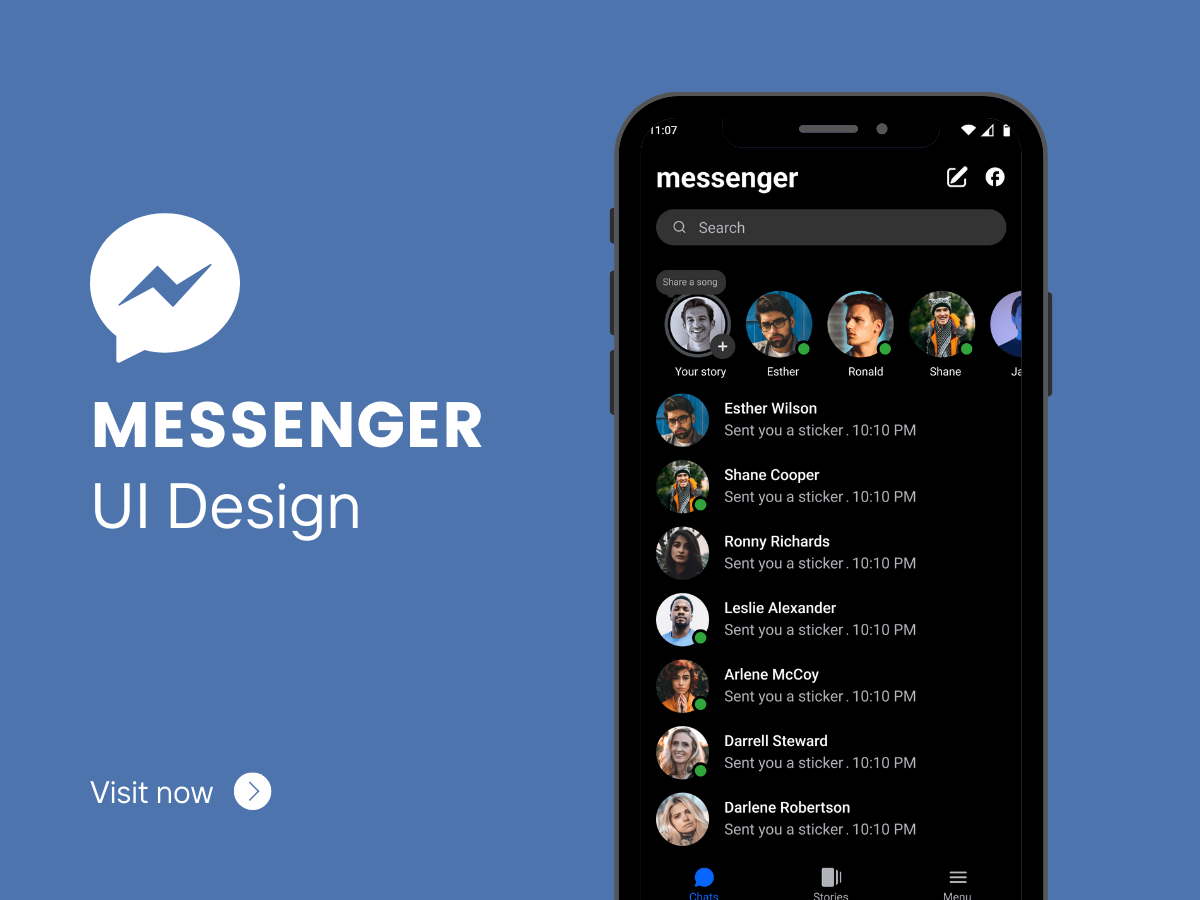 MESSENGER
UI Design
Visit now
11:07
messenger
Search
Share a song
Your story
Esther
Ronald
Shane
Ja
Esther Wilson
Sent you a sticker . 10:10 PM
Shane Cooper
Sent you a sticker . 10:10 PM
Ronny Richards
Sent you a sticker . 10:10 PM
Leslie Alexander
Sent you a sticker . 10:10 PM
Arlene McCoy
Sent you a sticker . 10:10 PM
Darrell Steward
Sent you a sticker . 10:10 PM
Darlene Robertson
Sent you a sticker . 10:10 PM
Chats
Stories
Menu